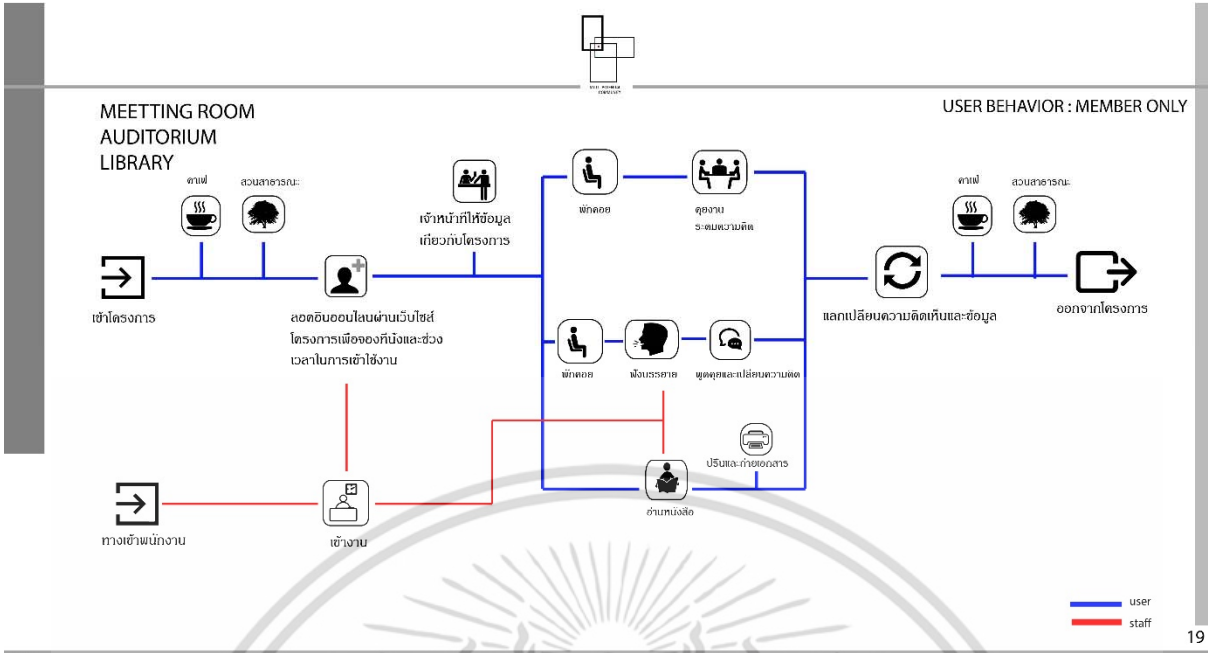 MEETTING ROOM
AUDITORIUM
LIBRARY
USER BEHAVIOR : MEMBER ONLY
คาเฟ่
สวนสาธารณะ
เข้าโครงการ
ลอตอินออนไลนผ่านเว็บไซส์
โครงการเพื่อจองที่นั่งและช่วง
เวลาในการเข้าใช้งาน
เจ้าหน้าที่ให้ข้อมูล
เกี่ยวกับโครงการ
พักคอย
คุยงาน
ระดมความคิด
พักคอย
ฟังบรรยาย
พูดคุยและเปลี่ยนความคิด
ปริ้นและถ่ายเอกสาร
อ่านหนังสือ
แลกเปลี่ยนความคิดเห็นและข้อมูล
คาเฟ่
สวนสาธารณะ
ออกจากโครงการ
ทางเข้าพนักงาน
เข้างาน
user
staff
19